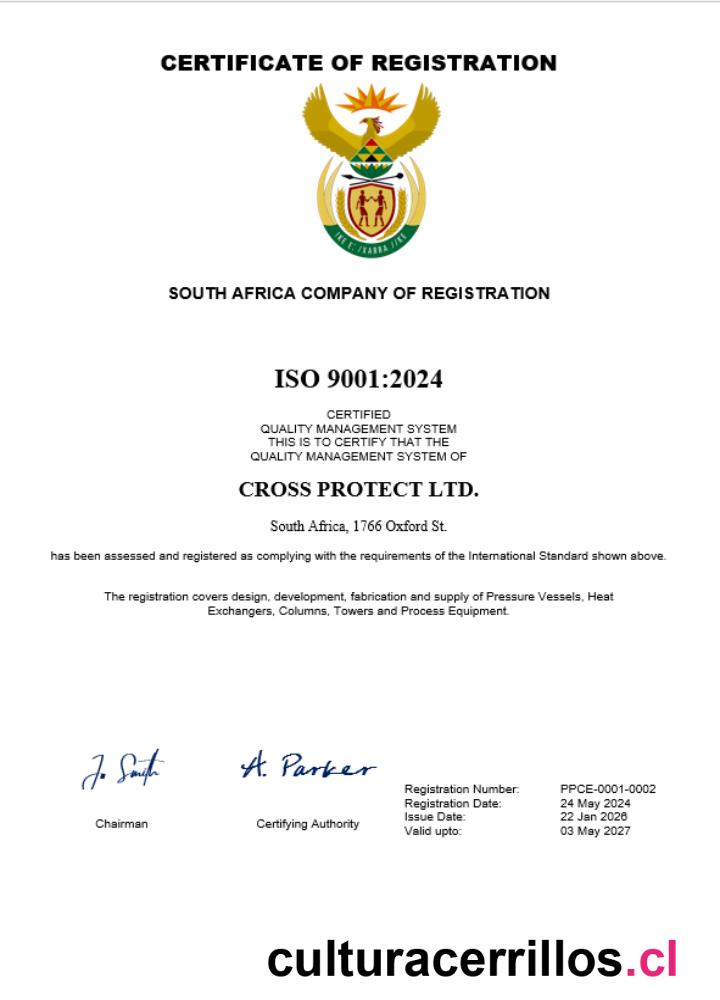 CERTIFICATE OF REGISTRATION
!KE E: /XARRA //KE
SOUTH AFRICA COMPANY OF REGISTRATION
ISO 9001:2024
CERTIFIED
QUALITY MANAGEMENT SYSTEM
THIS IS TO CERTIFY THAT THE
QUALITY MANAGEMENT SYSTEM OF
CROSS PROTECT LTD.
South Africa, 1766 Oxford St.
has been assessed and registered as complying with the requirements of the International Standard shown above.
The registration covers design, development, fabrication and supply of Pressure Vessels, Heat
Exchangers, Columns, Towers and Process Equipment.
J. Smith
A. Parker
Chairman
Certifying Authority
Registration Number: PPCE-0001-0002
Registration Date: 24 May 2024
Issue Date: 22 Jan 2026
Valid upto: 03 May 2027
culturacerrillos.cl